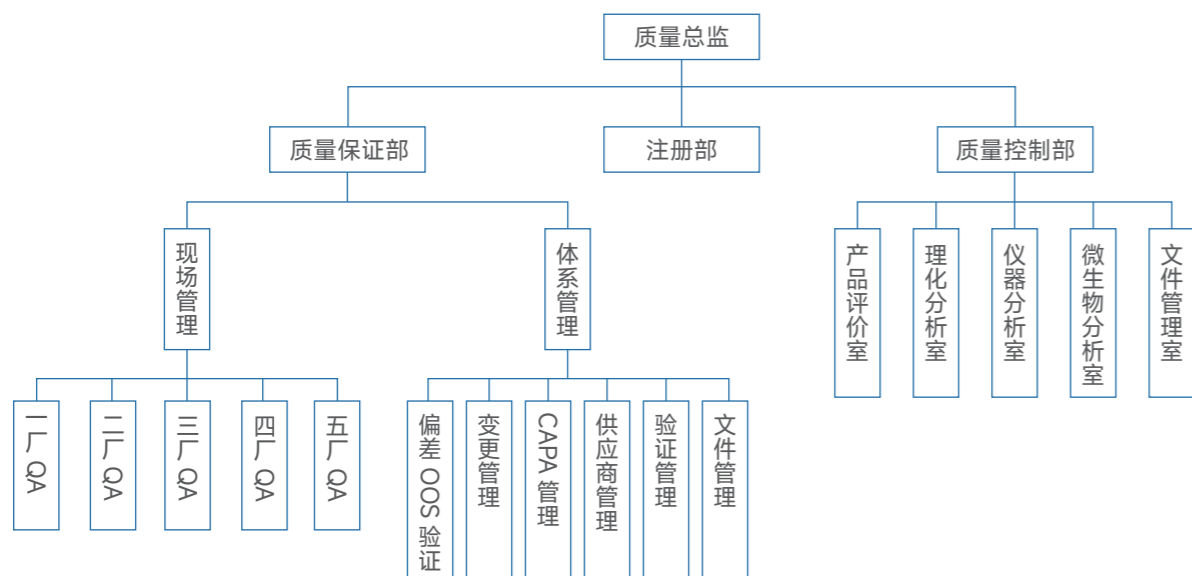 质量总监
质量保证部
注册部
质量控制部
现场管理
体系管理
产品评价室
理化分析室
仪器分析室
微生物分析室
文件管理室
一厂 QA
二厂 QA
三厂 QA
四厂 QA
五厂 QA
偏差 OOS 验证
变更管理
CAPA 管理
供应商管理
验证管理
文件管理